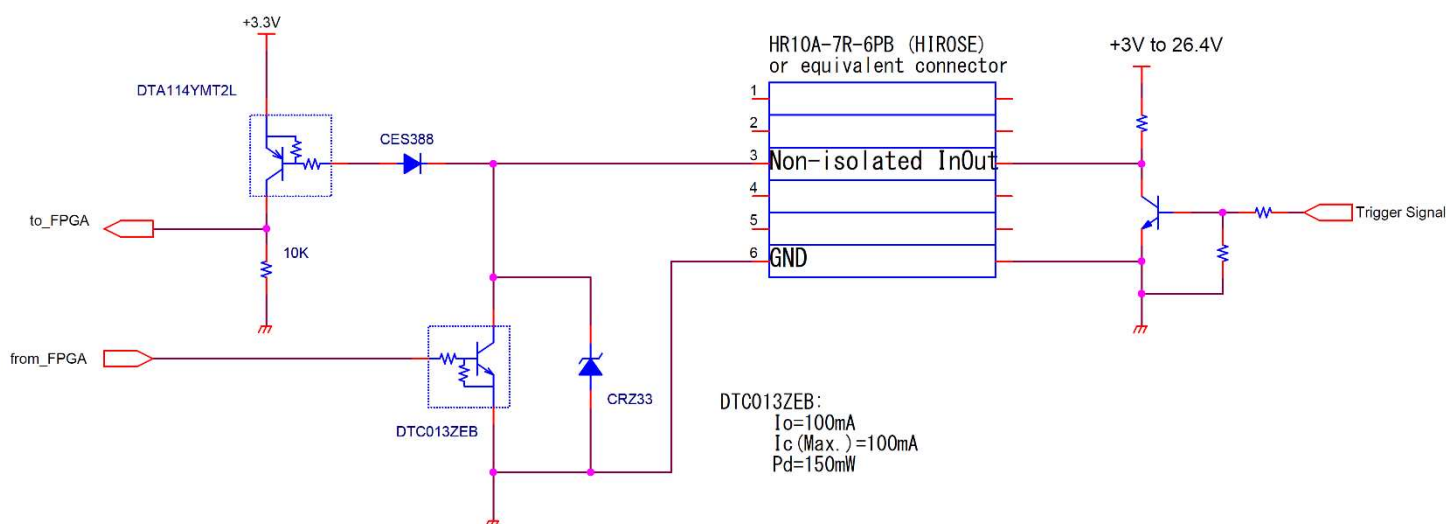 +3.3V
DTA114YMT2L
CES388
to_FPGA
10K
from_FPGA
DTC013ZEB
CRZ33
HR10A-7R-6PB (HIROSE)
or equivalent connector
1
2
3 Non-isolated InOut
4
5
6 GND
+3V to 26.4V
Trigger Signal
DTC013ZEB:
Io=100mA
Ic(Max.)=100mA
Pd=150mW